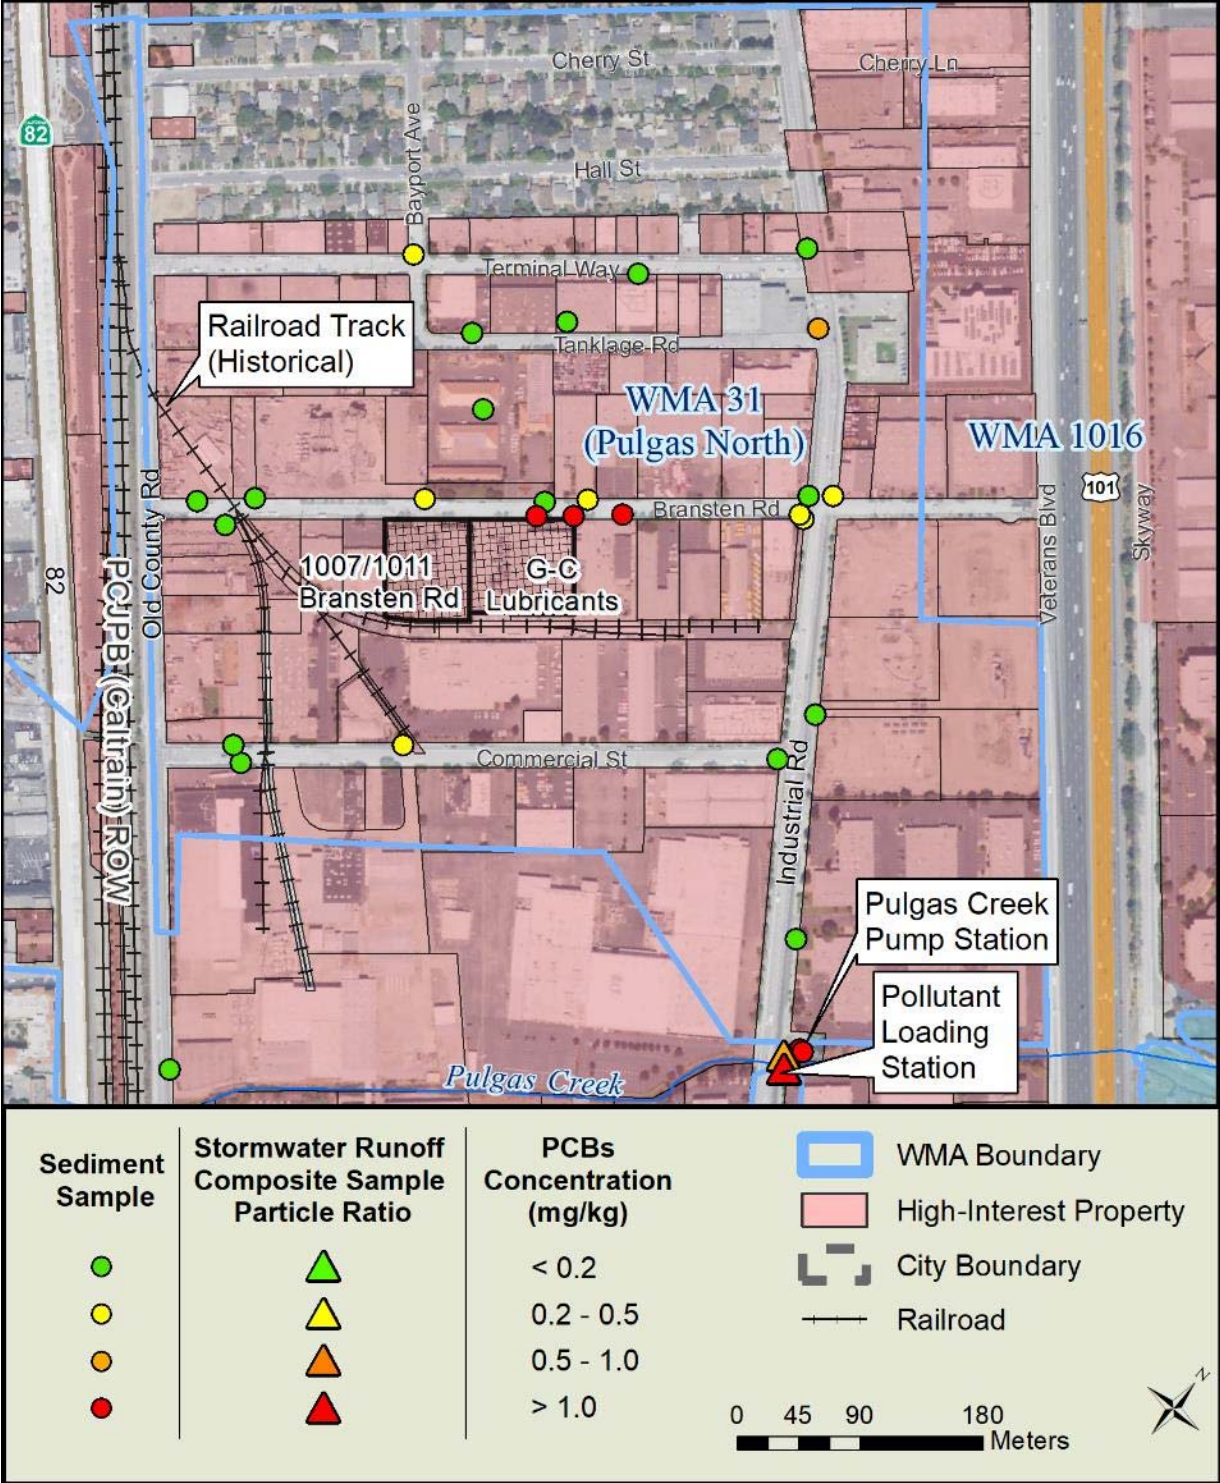 Cherry St
Cherry Ln
82
Bayport Ave
Hall St
Terminal Way
Railroad Track
(Historical)
Tanklage Rd
WMA 31
(Pulgas North)
WMA 1016
101
Old County Rd
Bransten Rd
Veterans Blvd
Skyway
82
PCJPB (Caltrain) ROW
1007/1011
Bransten Rd
G-C
Lubricants
Commercial St
Industrial Rd
Pulgas Creek
Pump Station
Pollutant
Loading
Station
Pulgas Creek
Sediment
Sample
Stormwater Runoff
Composite Sample
Particle Ratio
PCBs
Concentration
(mg/kg)
< 0.2
0.2 - 0.5
0.5 - 1.0
> 1.0
WMA Boundary
High-Interest Property
City Boundary
Railroad
N
0 45 90 180
Meters